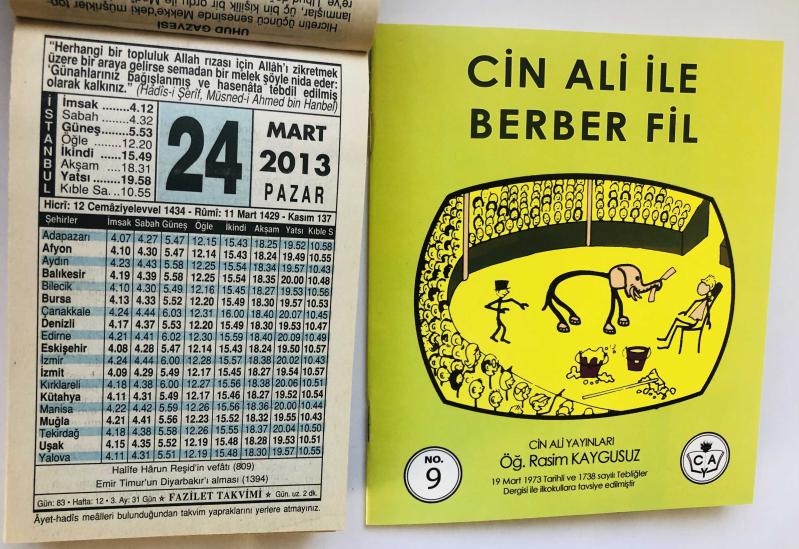 Hicretin üçüncü senesinde Mekke'deki müşrikler top-
UHUD GAZVESİ
"Herhangi bir topluluk Allah rızası için Allâh'ı zikretmek
üzere bir araya gelirse semadan bir melek şöyle nida eder:
'Günahlarınız bağışlanmış ve hasenâta tebdil edilmiş
olarak kalkınız.'" (Hadîs-i Şerîf, Müsned-i Ahmed bin Hanbel)
İSTANBUL
İmsak .......4.12
Sabah .......4.32
Güneş.......5.53
Öğle .......12.20
İkindi .....15.49
Akşam .....18.31
Yatsı.......19.58
Kıble Sa. ..10.55
24
MART
2013
PAZAR
Hicrî: 12 Cemâziyelevvel 1434 - Rûmî: 11 Mart 1429 - Kasım 137
Şehirler İmsak Sabah Güneş Öğle İkindi Akşam Yatsı Kıble S
Adapazarı 4.07 4.27 5.47 12.15 15.43 18.25 19.52 10.58
Afyon 4.10 4.30 5.47 12.14 15.43 18.24 19.49 10.55
Aydın 4.23 4.43 5.58 12.25 15.54 18.34 19.57 10.43
Balıkesir 4.19 4.39 5.58 12.25 15.54 18.35 20.00 10.48
Bilecik 4.10 4.30 5.49 12.16 15.45 18.27 19.53 10.56
Bursa 4.13 4.33 5.52 12.20 15.49 18.30 19.57 10.53
Çanakkale 4.24 4.44 6.03 12.31 16.00 18.40 20.07 10.45
Denizli 4.17 4.37 5.53 12.20 15.49 18.30 19.53 10.47
Edirne 4.21 4.41 6.02 12.30 15.59 18.40 20.09 10.49
Eskişehir 4.08 4.28 5.47 12.14 15.43 18.24 19.50 10.57
İzmir 4.24 4.44 6.00 12.28 15.57 18.38 20.02 10.43
İzmit 4.09 4.29 5.49 12.17 15.45 18.27 19.54 10.57
Kırklareli 4.18 4.38 6.00 12.27 15.56 18.38 20.06 10.51
Kütahya 4.11 4.31 5.49 12.17 15.46 18.27 19.52 10.54
Manisa 4.22 4.42 5.59 12.26 15.56 18.36 20.00 10.44
Muğla 4.21 4.41 5.56 12.23 15.52 18.32 19.55 10.43
Tekirdağ 4.18 4.38 5.58 12.26 15.55 18.37 20.04 10.50
Uşak 4.15 4.35 5.52 12.19 15.48 18.28 19.53 10.51
Yalova 4.11 4.31 5.51 12.19 15.48 18.30 19.57 10.55
Halîfe Hârun Reşîd'in vefâtı (809)
Emir Timur'un Diyarbakır'ı alması (1394)
Gün: 83 • Hafta: 12 • 3. Ay: 31 Gün ★ FAZİLET TAKVİMİ ★ Gün. uz. 2 dk.
Âyet-hadîs meâlleri bulunduğundan takvim yapraklarını yerlere atmayınız.
CİN ALİ İLE
BERBER FİL
CİN ALİ YAYINLARI
Öğ. Rasim KAYGUSUZ
19 Mart 1973 Tarihli ve 1738 sayılı Tebliğler
Dergisi ile ilkokullara tavsiye edilmiştir
NO.
9
C A